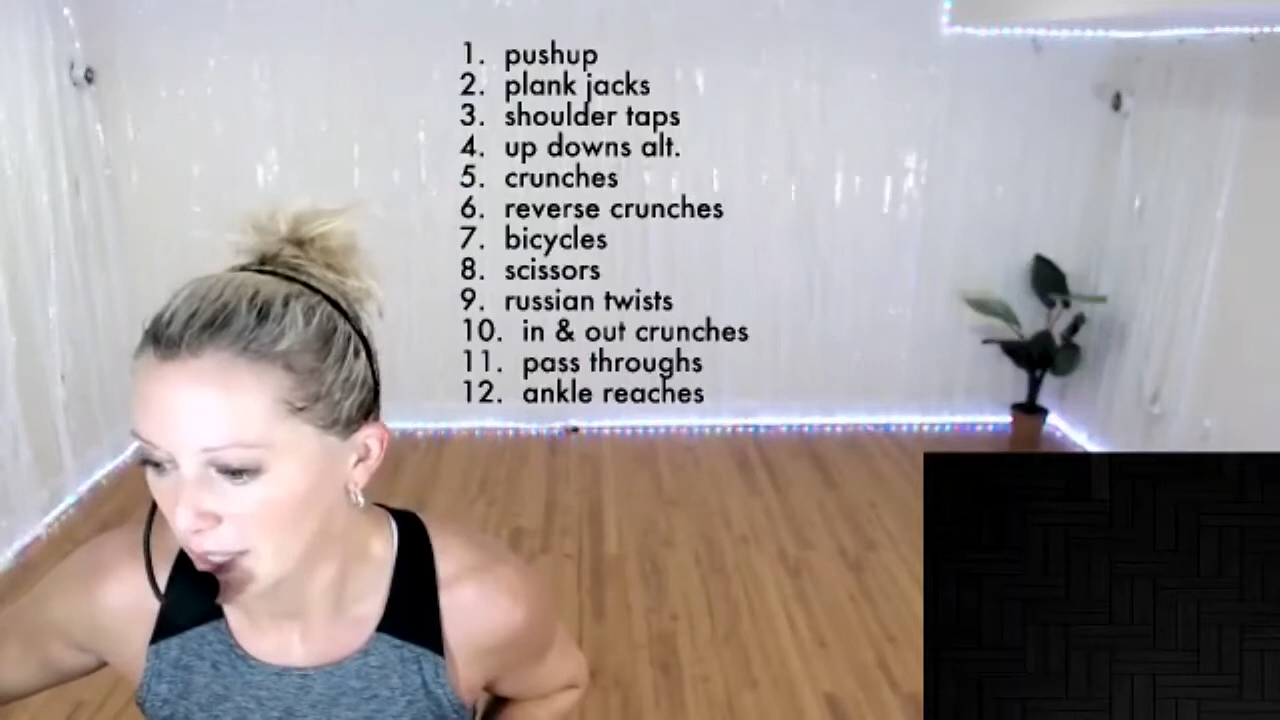 1. pushup
2. plank jacks
3. shoulder taps
4. up downs alt.
5. crunches
6. reverse crunches
7. bicycles
8. scissors
9. russian twists
10. in & out crunches
11. pass throughs
12. ankle reaches